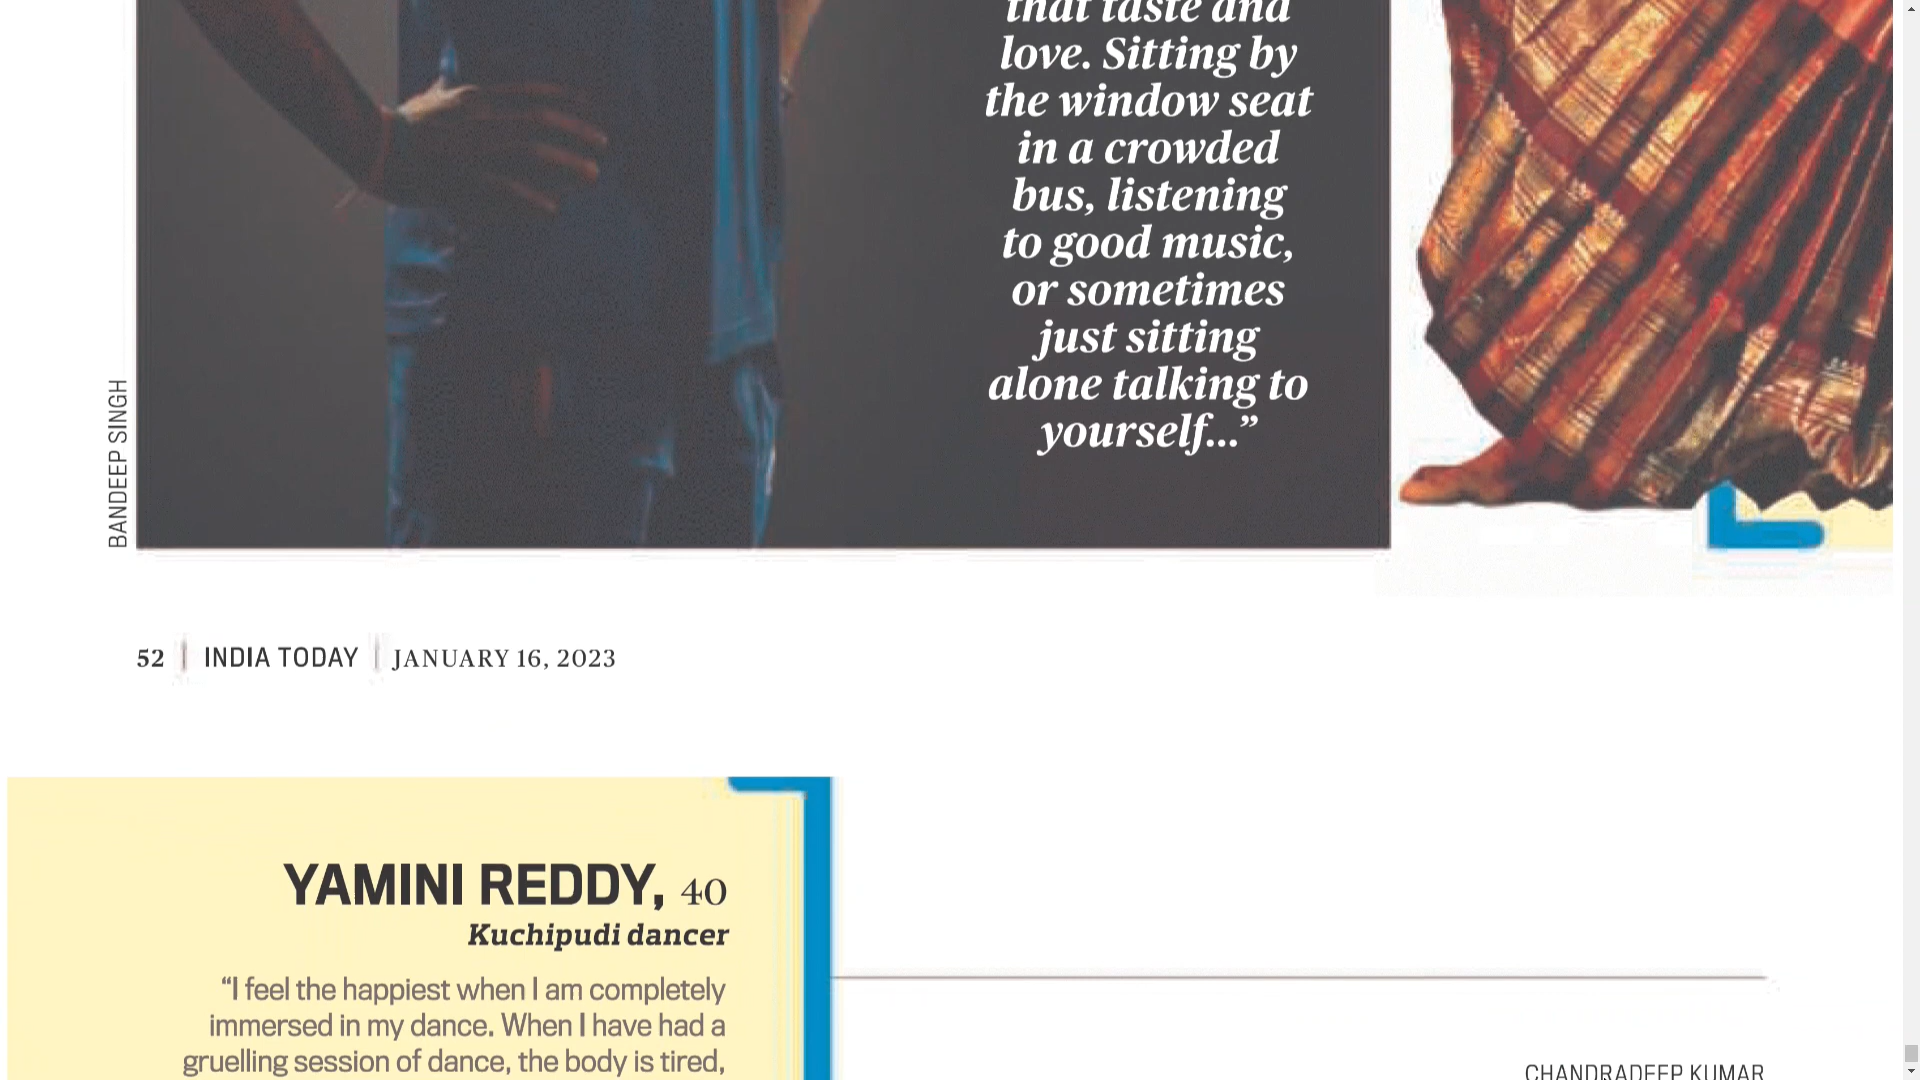 that taste and
love. Sitting by
the window seat
in a crowded
bus, listening
to good music,
or sometimes
just sitting
alone talking to
yourself...”
BANDEEP SINGH
52 | INDIA TODAY | JANUARY 16, 2023
YAMINI REDDY, 40
Kuchipudi dancer
“I feel the happiest when I am completely
immersed in my dance. When I have had a
gruelling session of dance, the body is tired,
CHANDRADEEP KUMAR